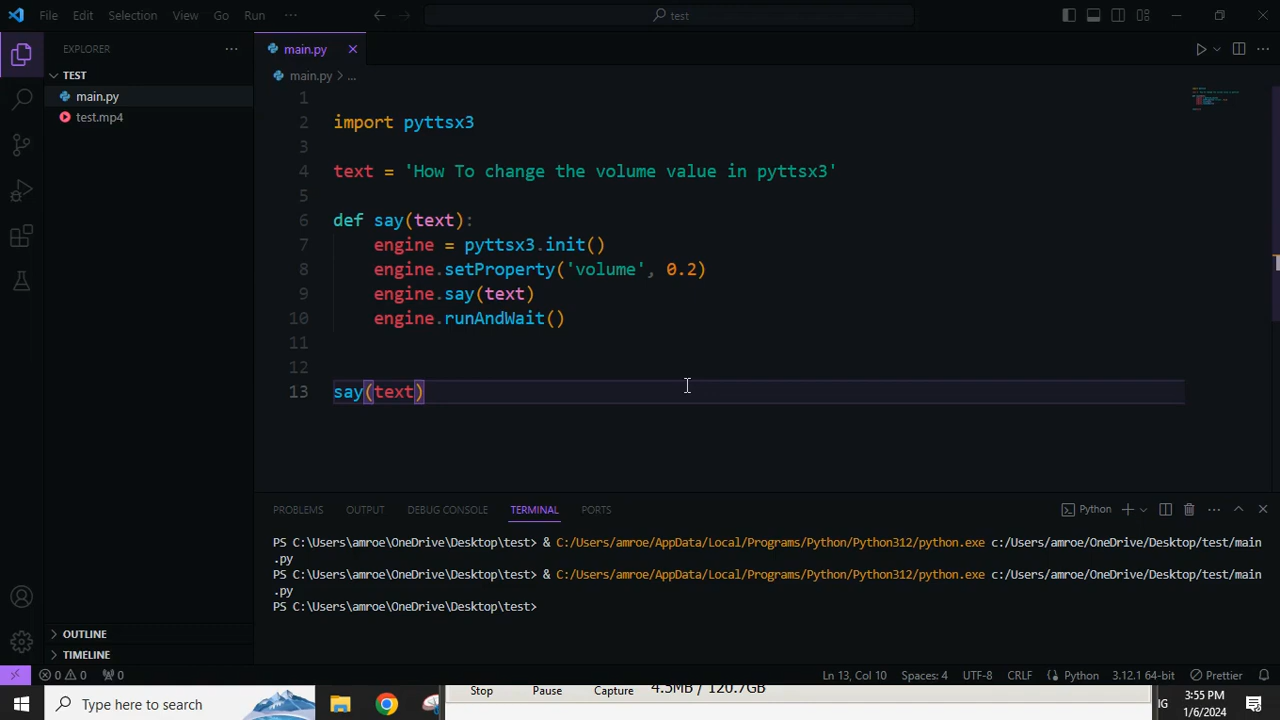 File Edit Selection View Go Run ··· test
EXPLORER ···
TEST
main.py
test.mp4
OUTLINE
TIMELINE
main.py
main.py > ...
1
2 import pyttsx3
3
4 text = 'How To change the volume value in pyttsx3'
5
6 def say(text):
7 engine = pyttsx3.init()
8 engine.setProperty('volume', 0.2)
9 engine.say(text)
10 engine.runAndWait()
11
12
13 say(text)
PROBLEMS OUTPUT DEBUG CONSOLE TERMINAL PORTS Python
PS C:\Users\amroe\OneDrive\Desktop\test> & C:/Users/amroe/AppData/Local/Programs/Python/Python312/python.exe c:/Users/amroe/OneDrive/Desktop/test/main
.py
PS C:\Users\amroe\OneDrive\Desktop\test> & C:/Users/amroe/AppData/Local/Programs/Python/Python312/python.exe c:/Users/amroe/OneDrive/Desktop/test/main
.py
PS C:\Users\amroe\OneDrive\Desktop\test>
0 0 0 Ln 13, Col 10 Spaces: 4 UTF-8 CRLF Python 3.12.1 64-bit Prettier
Type here to search
Stop Pause Capture 4.5MB / 120.7GB
IG
3:55 PM
1/6/2024